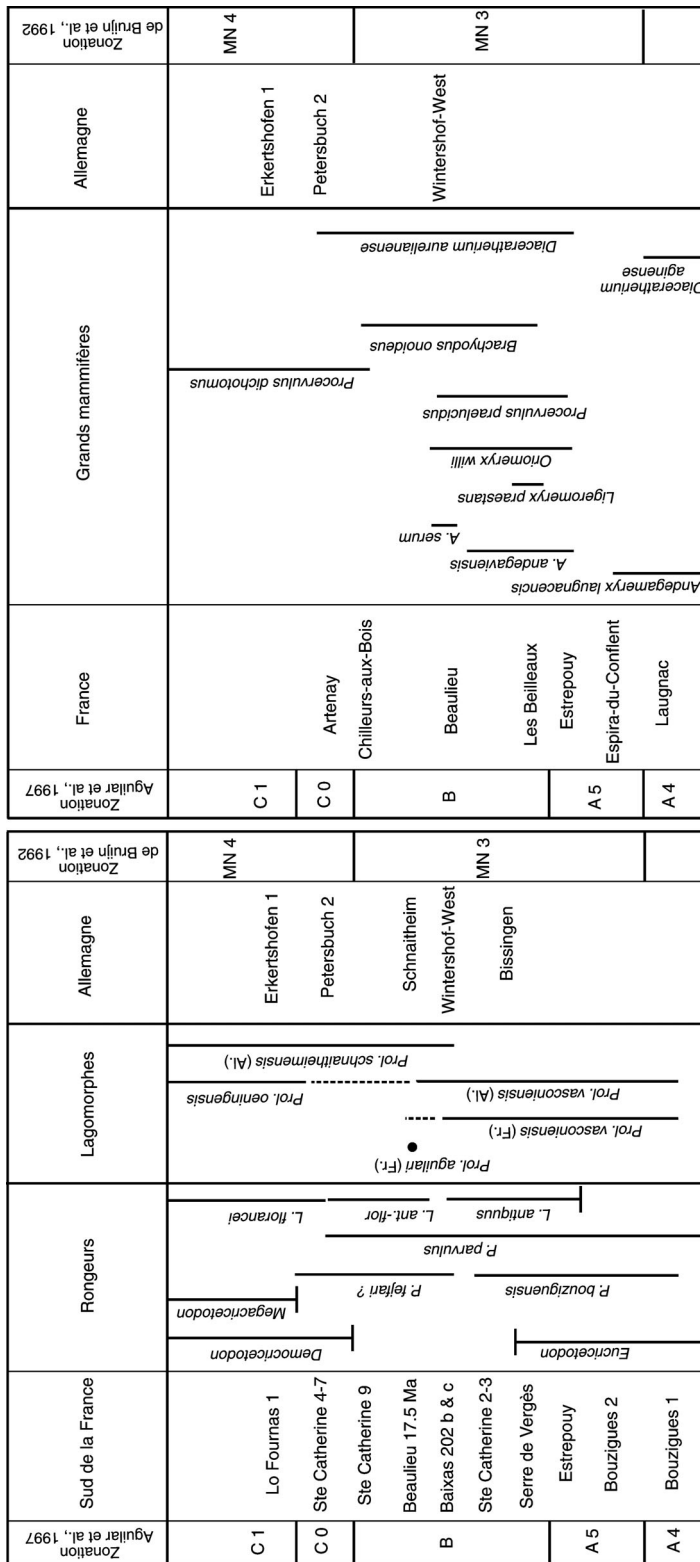 Zonation
de Bruijn et al., 1992
MN 4
MN 3
Allemagne
Erkertshofen 1
Petersbuch 2
Wintershof-West
Grands mammifères
Diaceratherium aurelianense
Diaceratherium
aginense
Brachyodus onoideus
Procervulus dichotomus
Procervulus praelucidus
Oriomeryx willi
Ligeromeryx praestans
A. serum
A. andegaviensis
Andegameryx laugnacencis
France
Artenay
Chilleurs-aux-Bois
Beaulieu
Les Beilleaux
Estrepouy
Espira-du-Conflent
Laugnac
Zonation
Aguilar et al., 1997
C 1
C 0
B
A 5
A 4
Zonation
de Bruijn et al., 1992
MN 4
MN 3
Allemagne
Erkertshofen 1
Petersbuch 2
Schnaitheim
Wintershof-West
Bissingen
Lagomorphes
Prol. schnaitheimensis (Al.)
Prol. oeningensis
Prol. vasconiensis (Al.)
Prol. vasconiensis (Fr.)
Prol. aguilari (Fr.)
Rongeurs
L. florancei
L. ant.-flor
L. antiquus
P. parvulus
P. fejfari ?
P. bouziguensis
Megacricetodon
Democricetodon
Eucricetodon
Sud de la France
Lo Fournas 1
Ste Catherine 4-7
Ste Catherine 9
Beaulieu 17.5 Ma
Baixas 202 b & c
Ste Catherine 2-3
Serre de Vergès
Estrepouy
Bouzigues 2
Bouzigues 1
Zonation
Aguilar et al., 1997
C 1
C 0
B
A 5
A 4